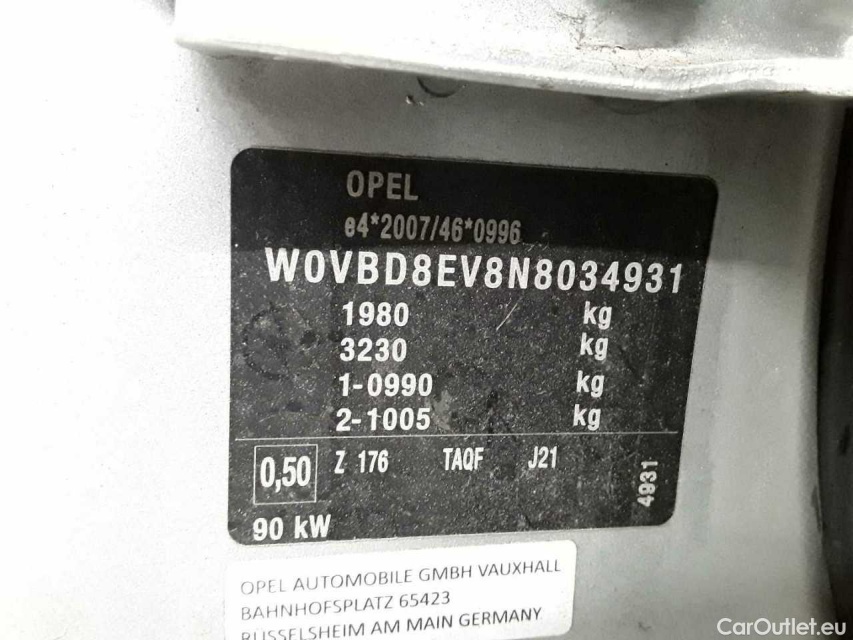 OPEL
e4*2007/46*0996
W0VBD8EV8N8034931
1980 kg
3230 kg
1-0990 kg
2-1005 kg
0,50 Z 176 TAQF J21 4931
90 kW
OPEL AUTOMOBILE GMBH VAUXHALL
BAHNHOFSPLATZ 65423
RÜSSELSHEIM AM MAIN GERMANY
CarOutlet.eu